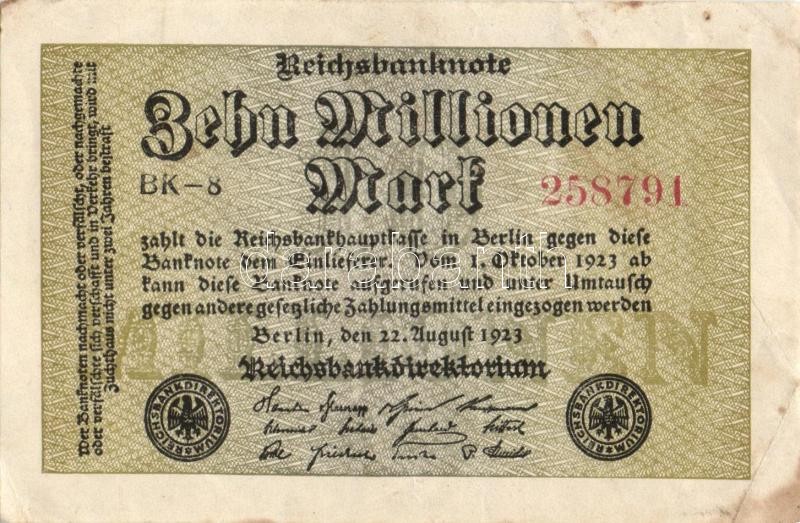 Reichsbanknote
Zehn Millionen
Mark
BK-8
258791
zahlt die Reichsbankhauptkasse in Berlin gegen diese
Banknote dem Einlieferer. Vom 1. Oktober 1923 ab
kann diese Banknote aufgerufen und unter Umtausch
gegen andere gesetzliche Zahlungsmittel eingezogen werden
Berlin, den 22. August 1923
Reichsbankdirektorium
REICHSBANKDIREKTORIUM
REICHSBANKDIREKTORIUM
Wer Banknoten nachmacht oder verfälscht, oder nachgemachte
oder verfälschte sich verschafft und in Verkehr bringt, wird mit
Zuchthaus nicht unter zwei Jahren bestraft